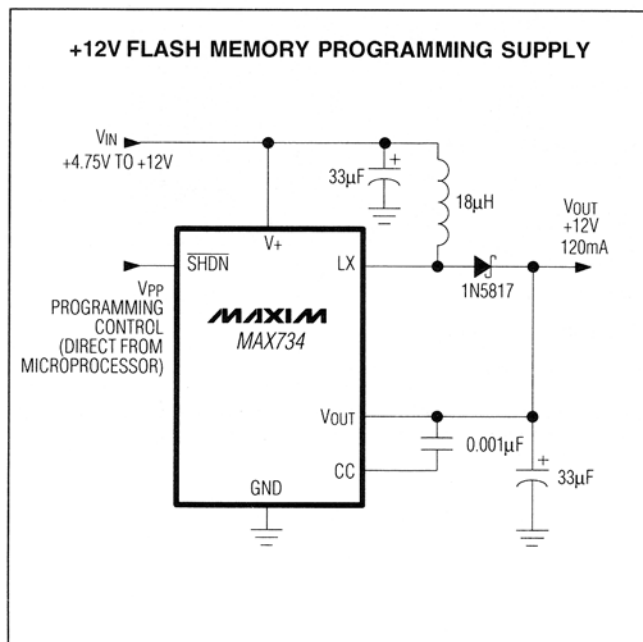 +12V FLASH MEMORY PROGRAMMING SUPPLY
VIN
+4.75V TO +12V
33µF
+
18µH
VOUT
+12V
120mA
V+
SHDN
LX
1N5817
VPP
PROGRAMMING
CONTROL
(DIRECT FROM
MICROPROCESSOR)
MAXIM
MAX734
VOUT
0.001µF
CC
+
33µF
GND